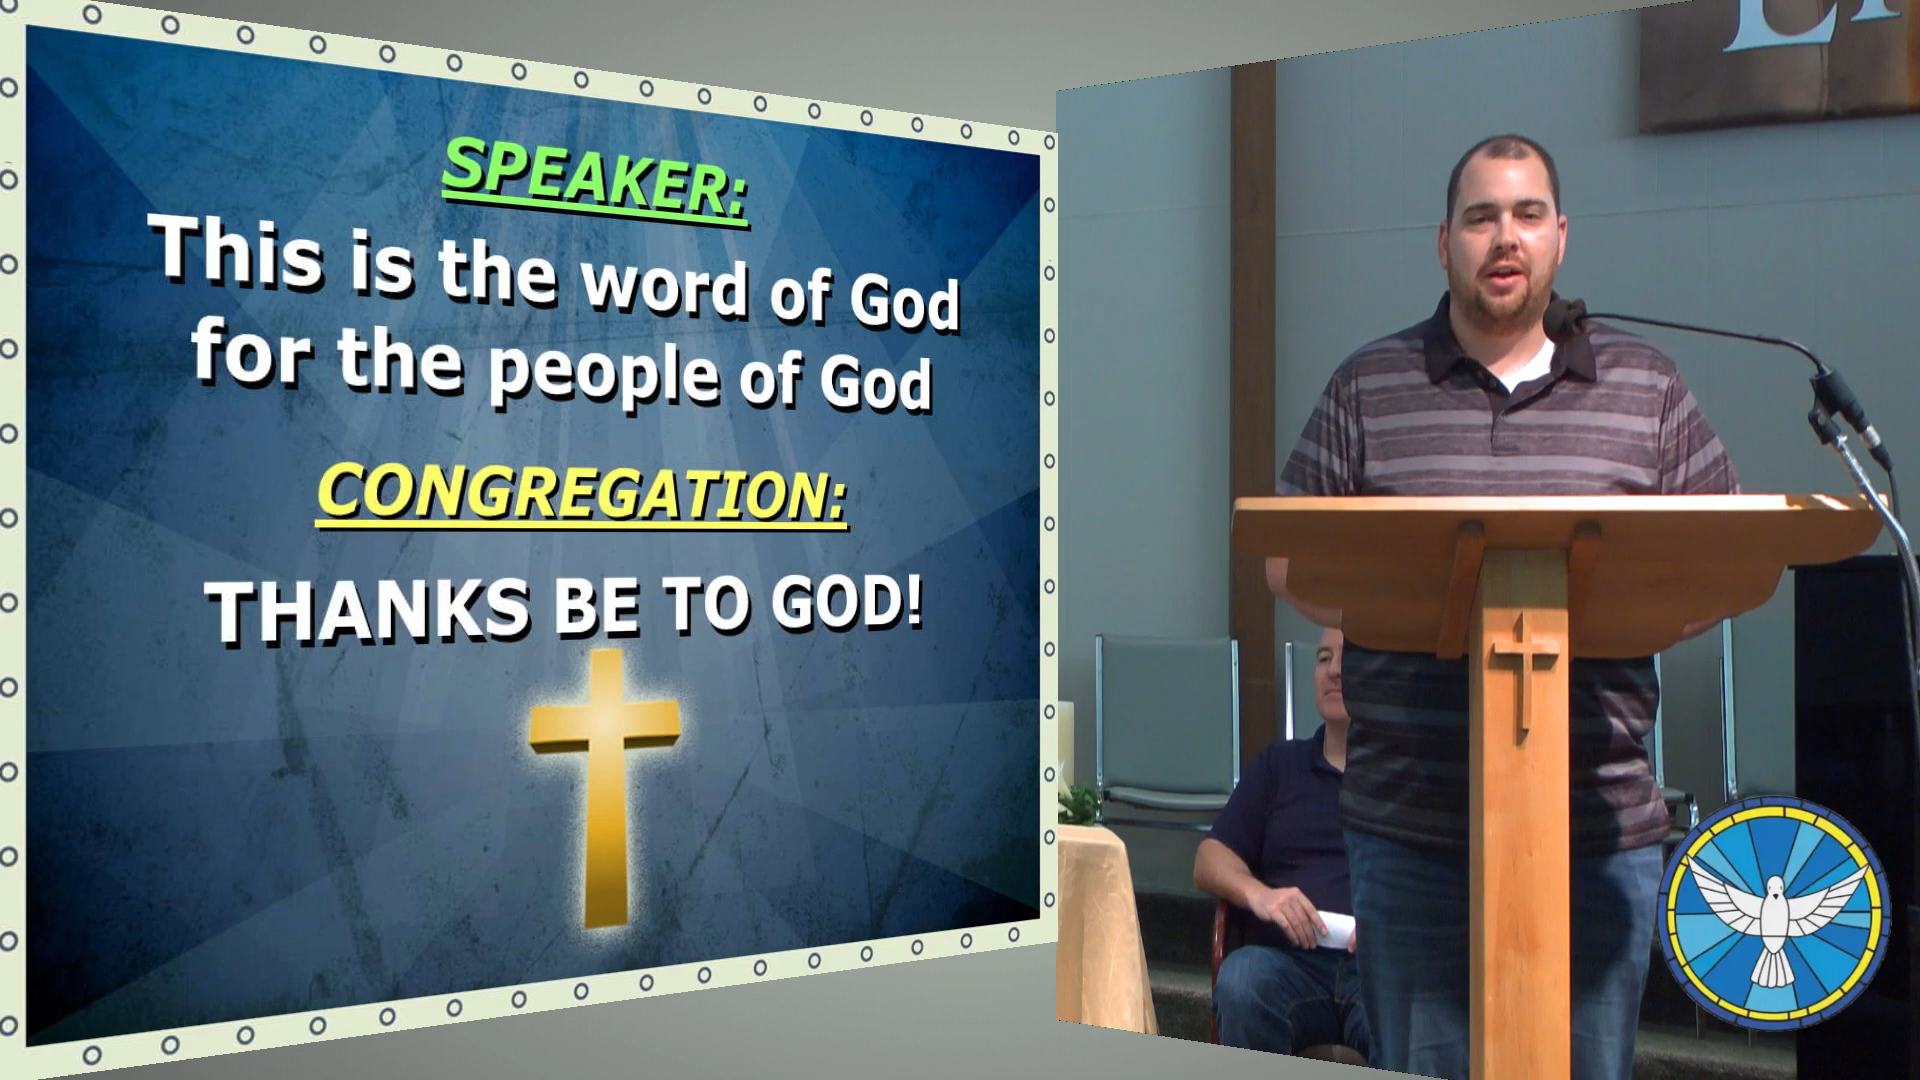 SPEAKER:
This is the word of God
for the people of God
CONGREGATION:
THANKS BE TO GOD!